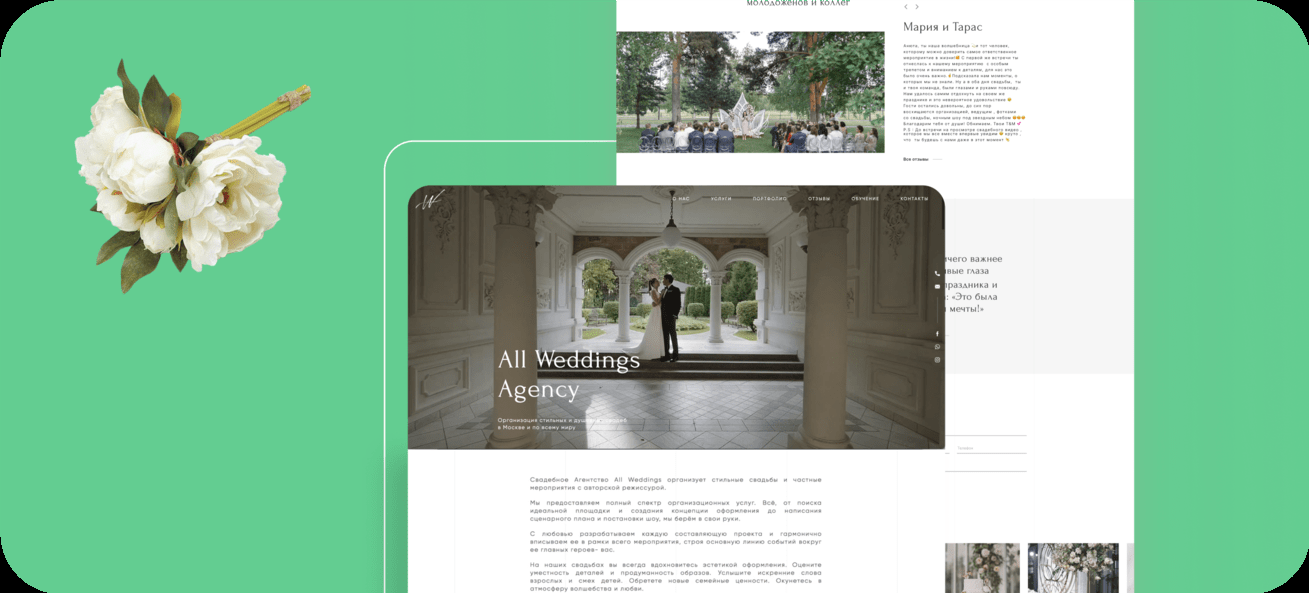 молодоженов и коллег
Мария и Тарас
Анюта, ты наша волшебница и тот человек,
которому можно доверять самое ответственное
мероприятие в жизни! С первой же встречи ты
отнеслась к нашему мероприятию с особым
трепетом и вниманием к деталям, для нас это
было очень важно Подсказала нам моменты, о
которых мы не знали. Ну а в оба дня свадьбы, ты
и твоя команда, были глазами и руками повсюду.
Нам удалось самим отдохнуть на своем же
празднике и это невероятное удовольствие
Гости остались довольны, до сих пор
восхищаются организацией, ведущим, фотками
со свадьбы, ночным шоу под звездным небом
Благодарим тебя от души! Обнимаем. Твои ТВМ
P.S - До встречи на просмотре свадебного видео,
которое мы все вместе впервые увидим круто,
что ты будешь с нами даже в этот момент
Все отзывы
О НАС УСЛУГИ ПОРТФОЛИО ОТЗЫВЫ ОБУЧЕНИЕ КОНТАКТЫ
ичего важнее
ивые глаза
праздника и
: «Это была
мечты!»
All Weddings
Agency
Организация стильных и
в Москве и по всему миру
Телефон
Свадебное Агентство All Weddings организует стильные свадьбы и частные
мероприятия с авторской режиссурой.
Мы предоставляем полный спектр организационных услуг. Всё, от поиска
идеальной площадки и создания концепции оформления до написания
сценарного плана и постановки шоу, мы берём в свои руки.
С любовью разрабатываем каждую составляющую проекта и гармонично
вписываем ее в рамки всего мероприятия, строя основную линию событий вокруг
ее главных героев- вас.
На наших свадьбах вы всегда вдохновитесь эстетикой оформления. Оцените
уместность деталей и продуманность образов. Услышите искренние слова
взрослых и смех детей. Обретете новые семейные ценности. Окунетесь в
атмосферу волшебства и любви.